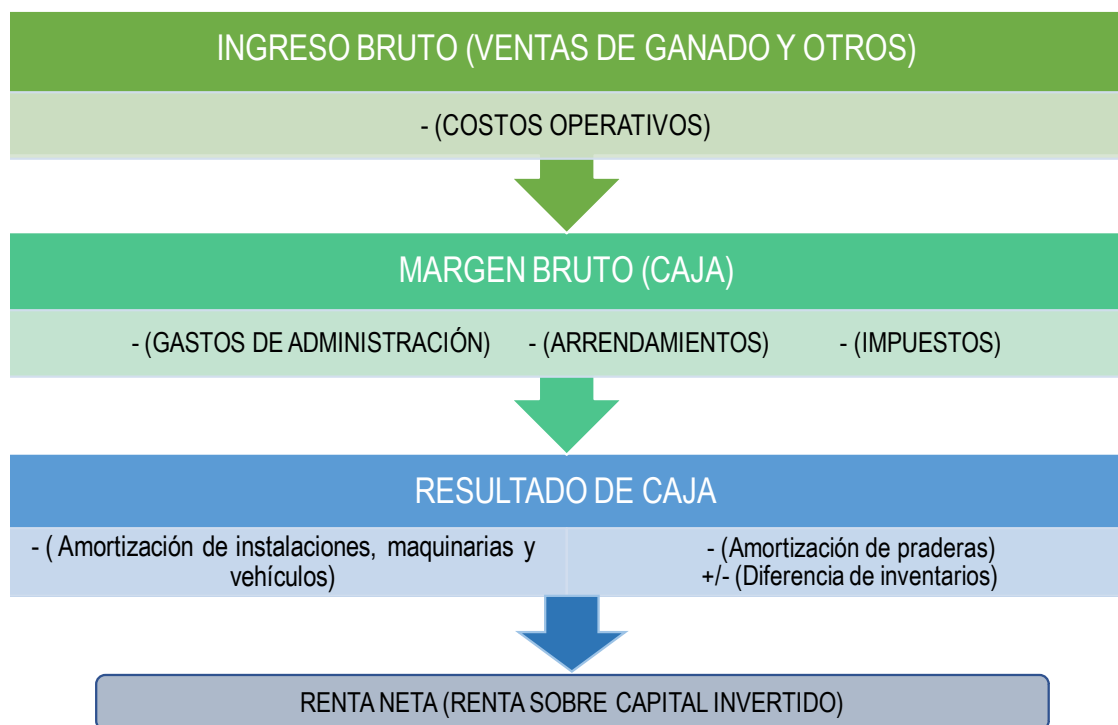 INGRESO BRUTO (VENTAS DE GANADO Y OTROS)
- (COSTOS OPERATIVOS)
MARGEN BRUTO (CAJA)
- (GASTOS DE ADMINISTRACIÓN) - (ARRENDAMIENTOS) - (IMPUESTOS)
RESULTADO DE CAJA
- ( Amortización de instalaciones, maquinarias y
vehículos)
- (Amortización de praderas)
+/- (Diferencia de inventarios)
RENTA NETA (RENTA SOBRE CAPITAL INVERTIDO)